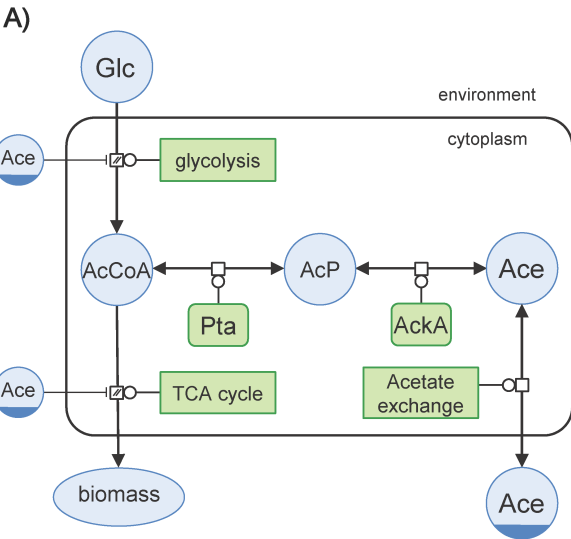 A)
Glc
environment
cytoplasm
Ace
glycolysis
AcCoA
AcP
Ace
Pta
AckA
Ace
TCA cycle
Acetate
exchange
biomass
Ace